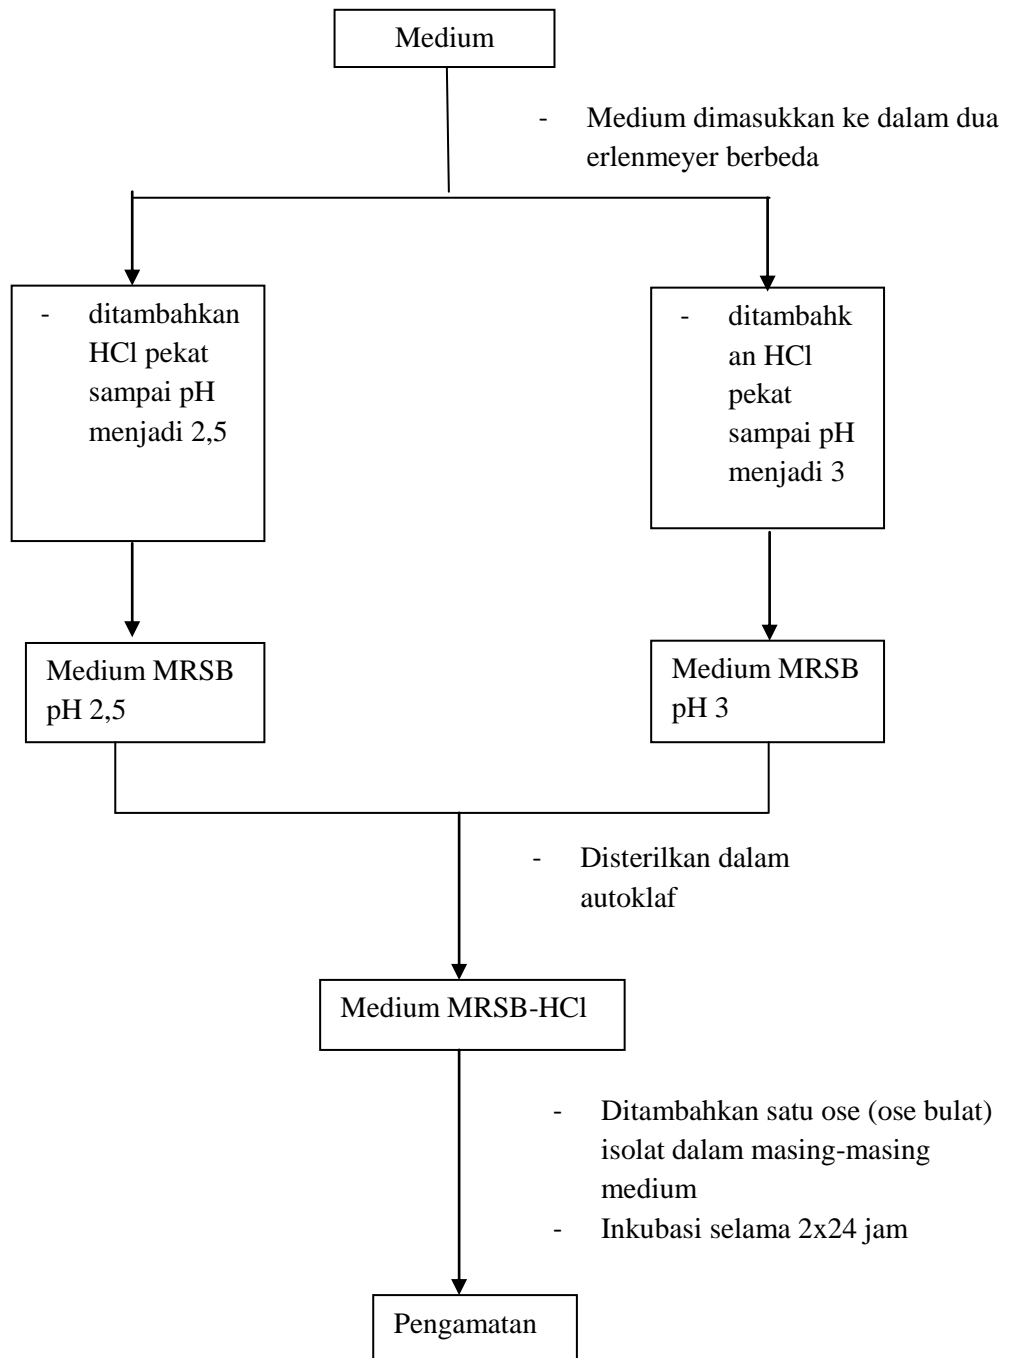 Medium
- Medium dimasukkan ke dalam dua
erlenmeyer berbeda
- ditambahkan
HCl pekat
sampai pH
menjadi 2,5
- ditambahk
an HCl
pekat
sampai pH
menjadi 3
Medium MRSB
pH 2,5
Medium MRSB
pH 3
- Disterilkan dalam
autoklaf
Medium MRSB-HCl
- Ditambahkan satu ose (ose bulat)
isolat dalam masing-masing
medium
- Inkubasi selama 2x24 jam
Pengamatan